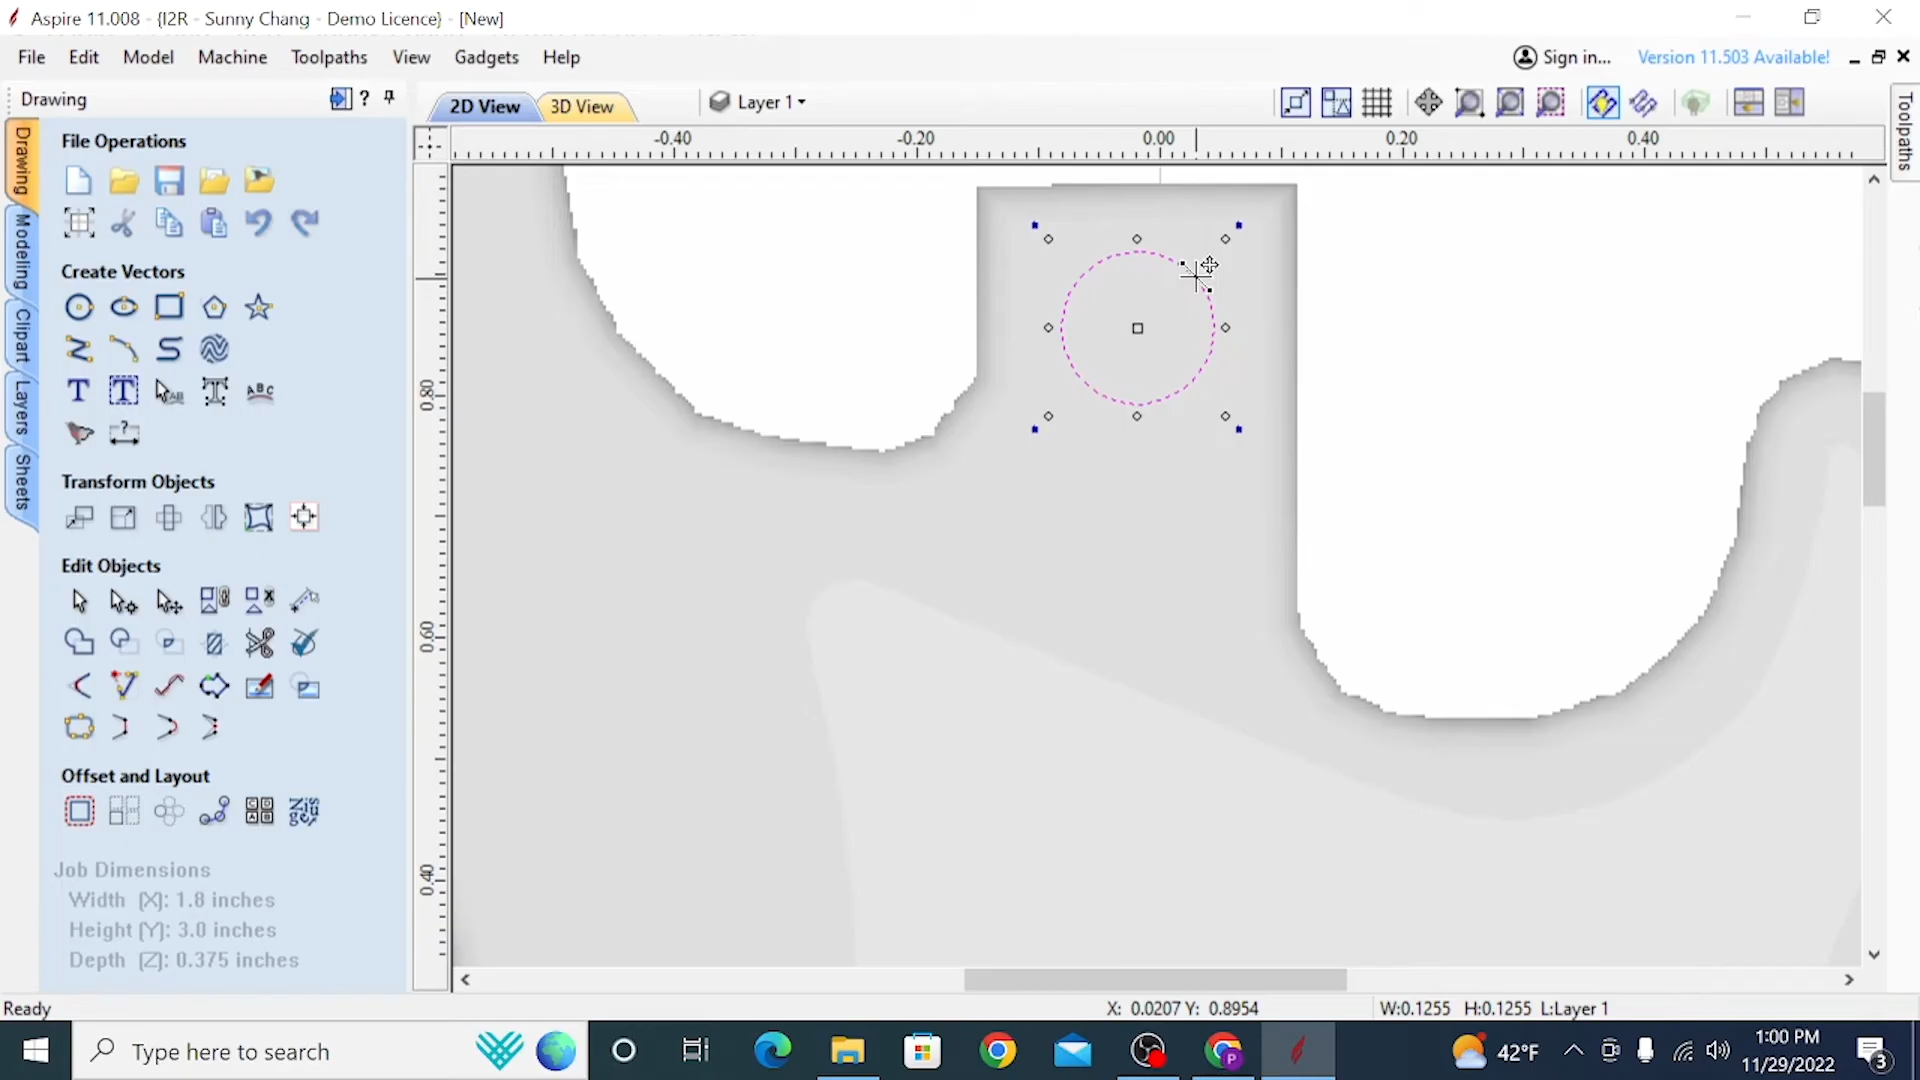 Aspire 11.008 - {I2R - Sunny Chang - Demo Licence} - [New]
File Edit Model Machine Toolpaths View Gadgets Help
Sign in... Version 11.503 Available!
Drawing ?
2D View 3D View Layer 1
Toolpaths
Drawing
Modeling
Clipart
Layers
Sheets
File Operations
Create Vectors
Transform Objects
Edit Objects
Offset and Layout
Job Dimensions
Width (X): 1.8 inches
Height (Y): 3.0 inches
Depth (Z): 0.375 inches
-0.40 -0.20 0.00 0.20 0.40
0.80
0.60
0.40
Ready X: 0.0207 Y: 0.8954 W:0.1255 H:0.1255 L:Layer 1
Type here to search
42°F
1:00 PM
11/29/2022
3